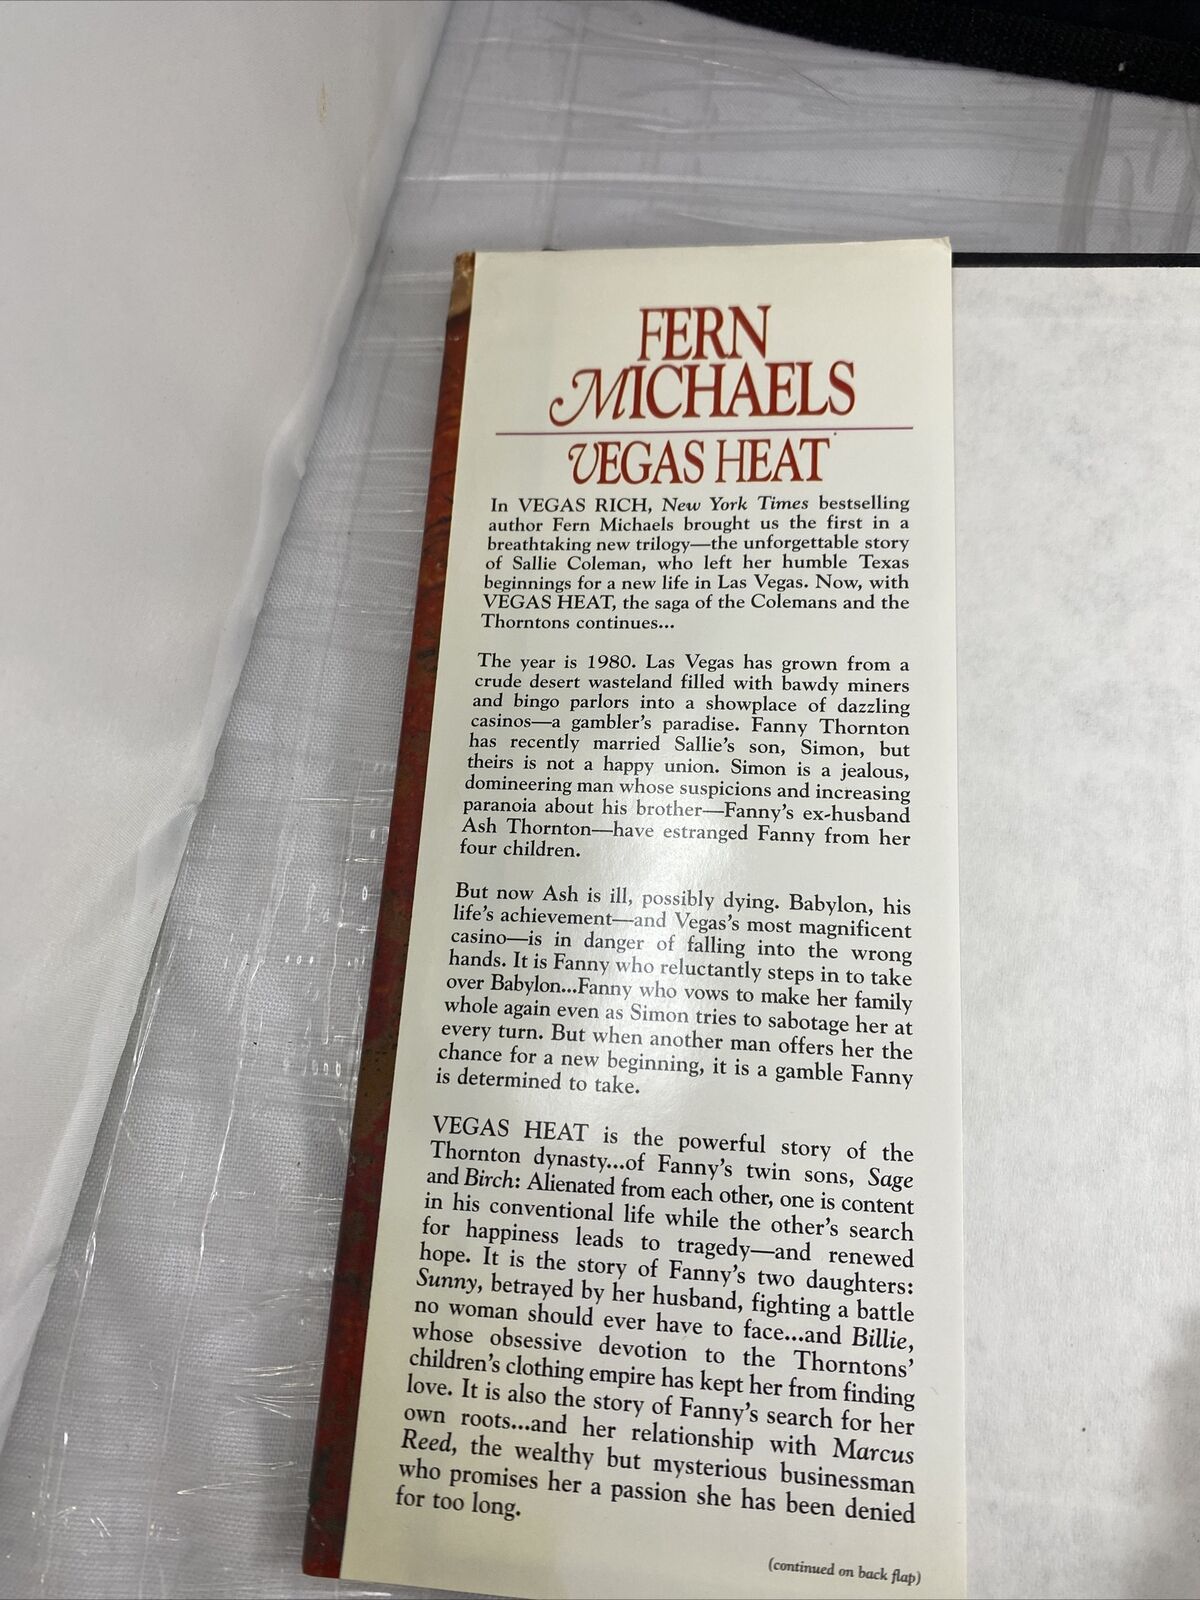 FERN
MICHAELS
VEGAS HEAT
In VEGAS RICH, New York Times bestselling
author Fern Michaels brought us the first in a
breathtaking new trilogy—the unforgettable story
of Sallie Coleman, who left her humble Texas
beginnings for a new life in Las Vegas. Now, with
VEGAS HEAT, the saga of the Colemans and the
Thorntons continues...
The year is 1980. Las Vegas has grown from a
crude desert wasteland filled with bawdy miners
and bingo parlors into a showplace of dazzling
casinos—a gambler's paradise. Fanny Thornton
has recently married Sallie's son, Simon, but
theirs is not a happy union. Simon is a jealous,
domineering man whose suspicions and increasing
paranoia about his brother—Fanny's ex-husband
Ash Thornton—have estranged Fanny from her
four children.
But now Ash is ill, possibly dying. Babylon, his
life's achievement—and Vegas's most magnificent
casino—is in danger of falling into the wrong
hands. It is Fanny who reluctantly steps in to take
over Babylon...Fanny who vows to make her family
whole again even as Simon tries to sabotage her at
every turn. But when another man offers her the
chance for a new beginning, it is a gamble Fanny
is determined to take.
VEGAS HEAT is the powerful story of the
Thornton dynasty...of Fanny's twin sons, Sage
and Birch: Alienated from each other, one is content
in his conventional life while the other's search
for happiness leads to tragedy—and renewed
hope. It is the story of Fanny's two daughters:
Sunny, betrayed by her husband, fighting a battle
no woman should ever have to face...and Billie,
whose obsessive devotion to the Thorntons'
children's clothing empire has kept her from finding
love. It is also the story of Fanny's search for her
own roots...and her relationship with Marcus
Reed, the wealthy but mysterious businessman
who promises her a passion she has been denied
for too long.
(continued on back flap)